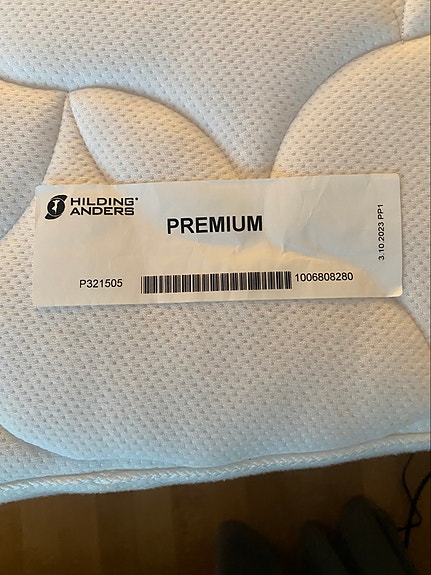 HILDING®
ANDERS
PREMIUM
P321505
1006808280
3.10.2023 PP1